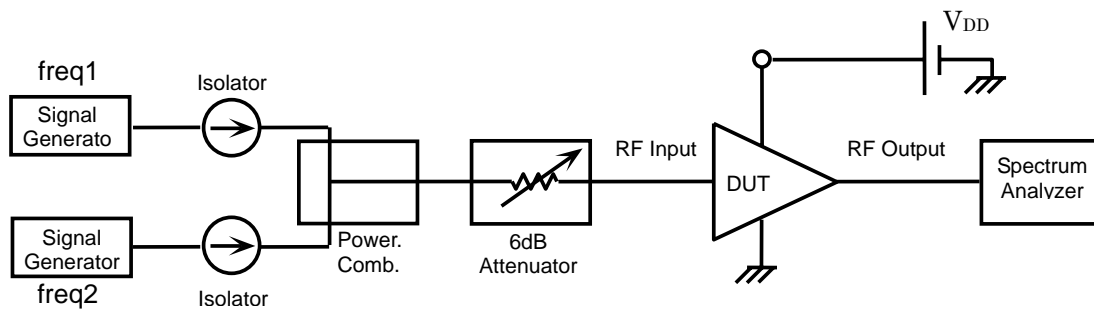 freq1
Signal
Generato
Isolator
Signal
Generator
freq2
Isolator
Power.
Comb.
6dB
Attenuator
RF Input
DUT
VDD
RF Output
Spectrum
Analyzer